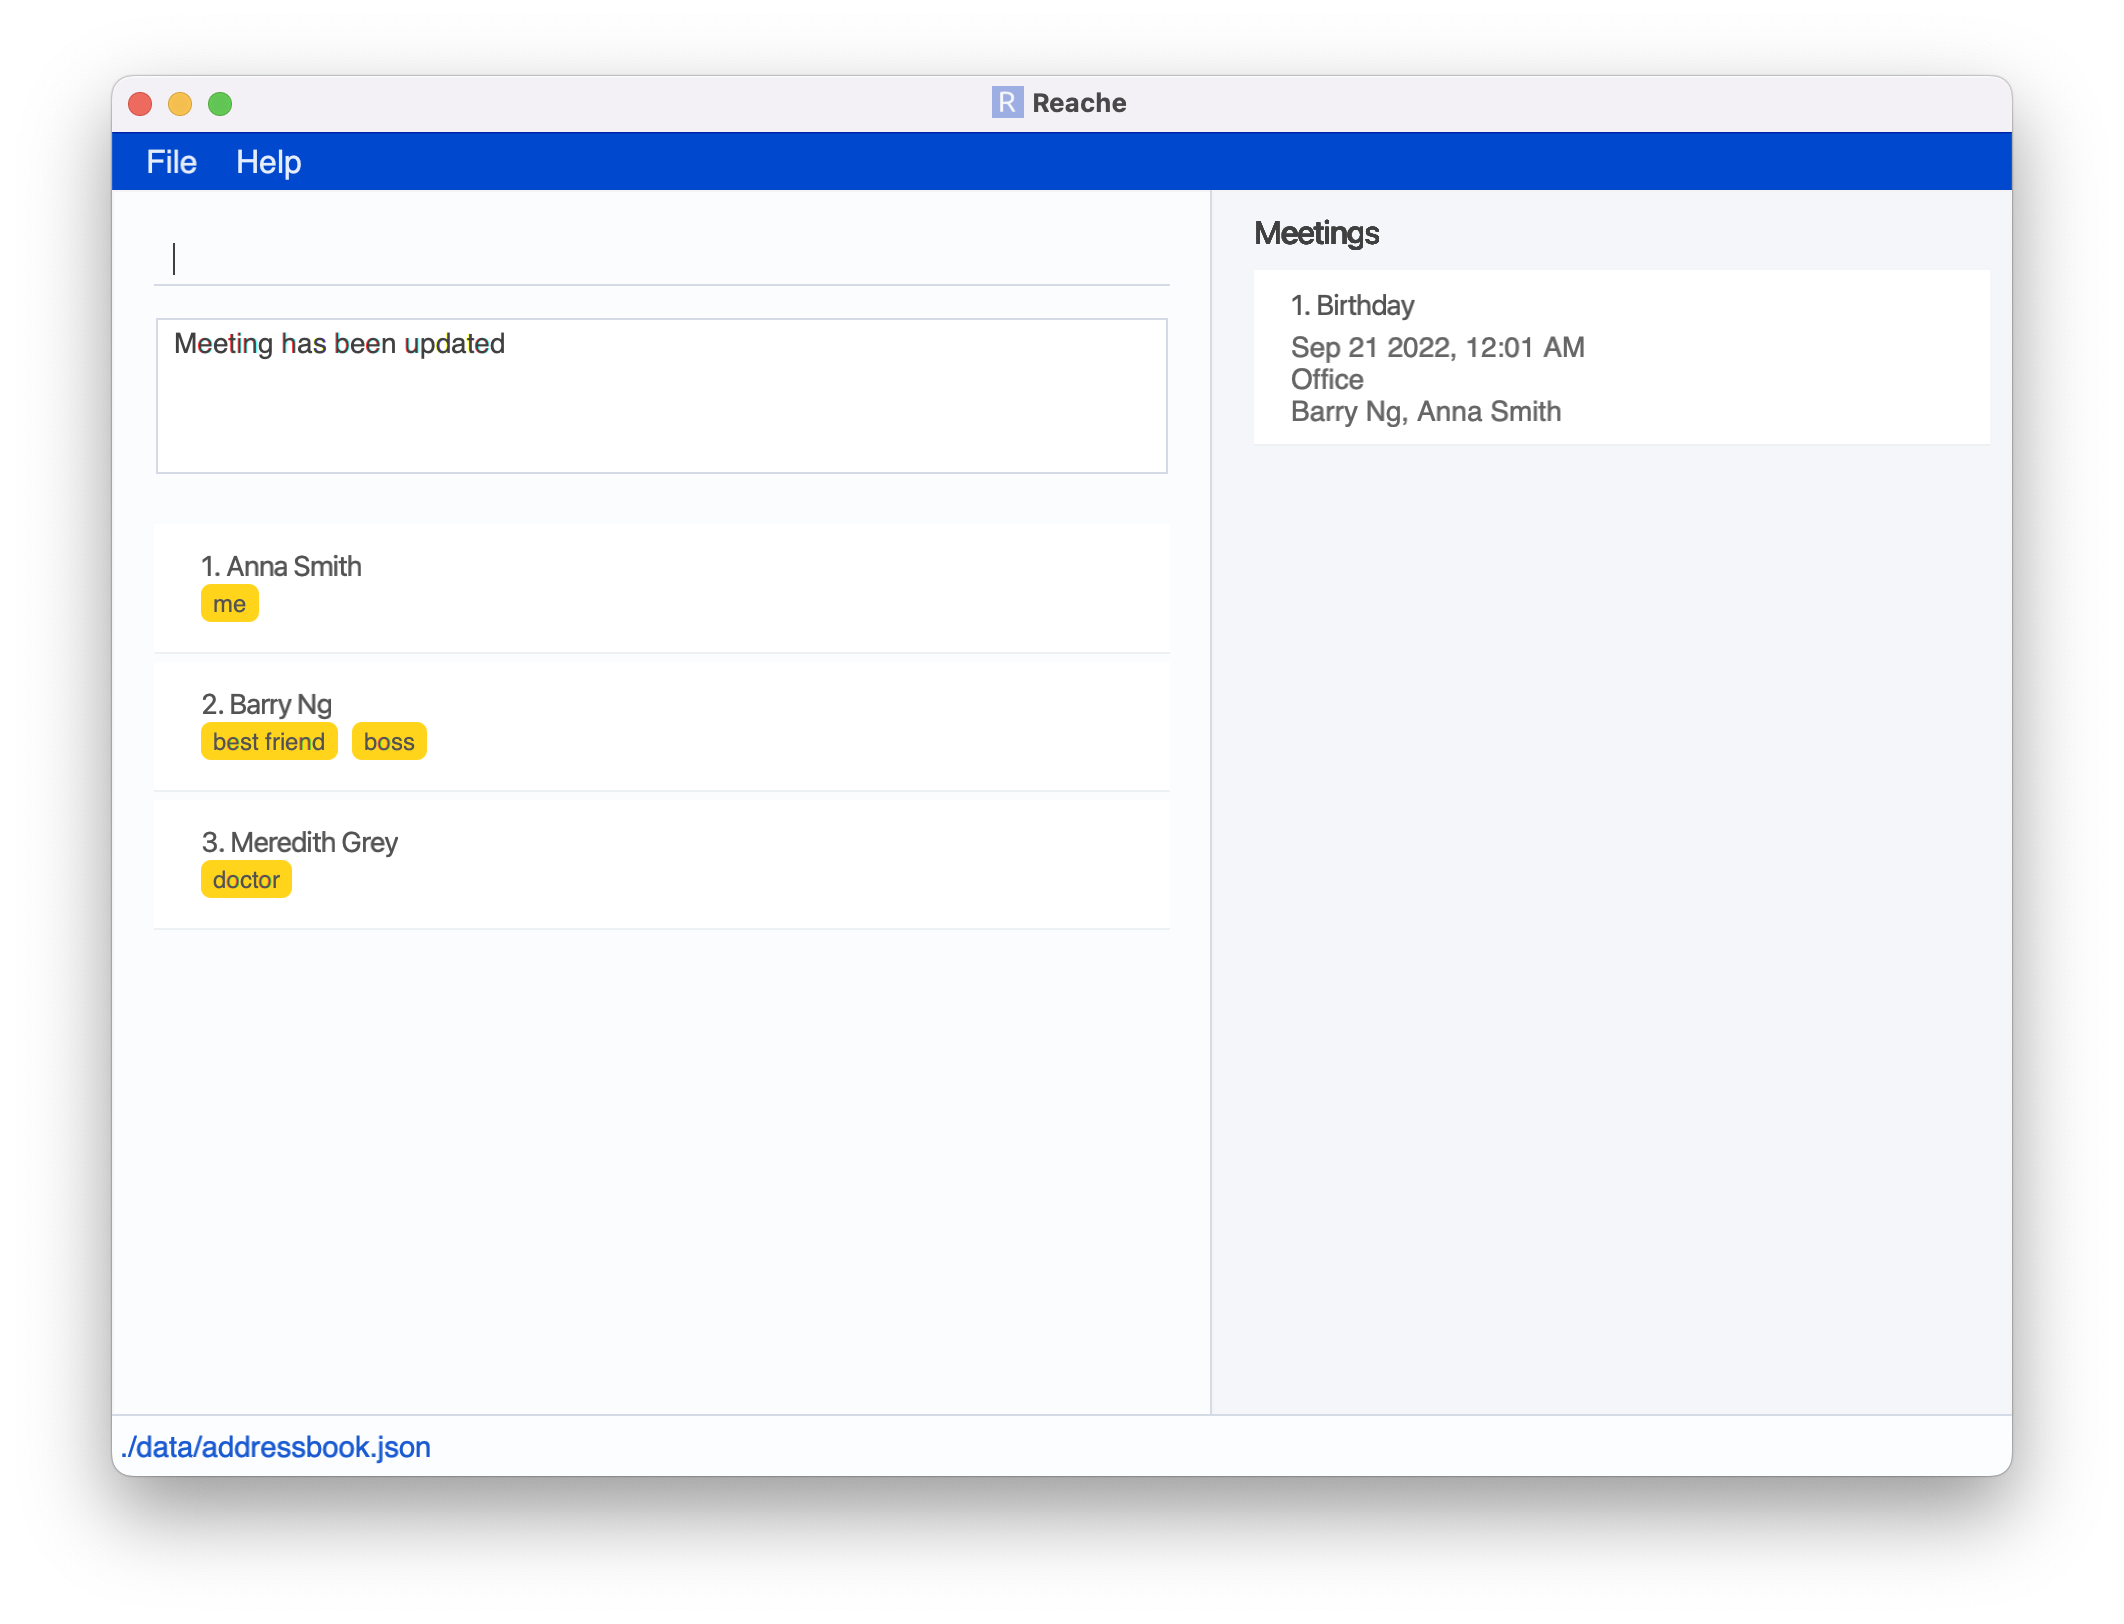 R Reache
File Help
Meeting has been updated
1. Anna Smith
me
2. Barry Ng
best friend boss
3. Meredith Grey
doctor
Meetings
1. Birthday
Sep 21 2022, 12:01 AM
Office
Barry Ng, Anna Smith
./data/addressbook.json